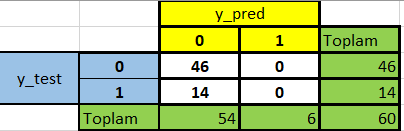 y_pred
0 1 Toplam
y_test 0 46 0 46
1 14 0 14
Toplam 54 6 60